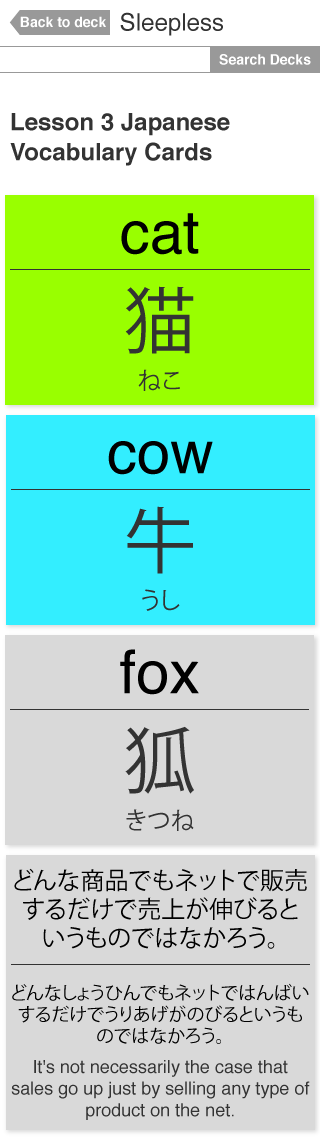 Back to deck
Sleepless
Search Decks
Lesson 3 Japanese
Vocabulary Cards
cat
猫
ねこ
cow
牛
うし
fox
狐
きつね
どんな商品でもネットで販売
するだけで売上が伸びると
いうものではなかろう。
どんなしょうひんでもネットではんばい
するだけでうりあげがのびるというも
のではなかろう。
It's not necessarily the case that
sales go up just by selling any type of
product on the net.